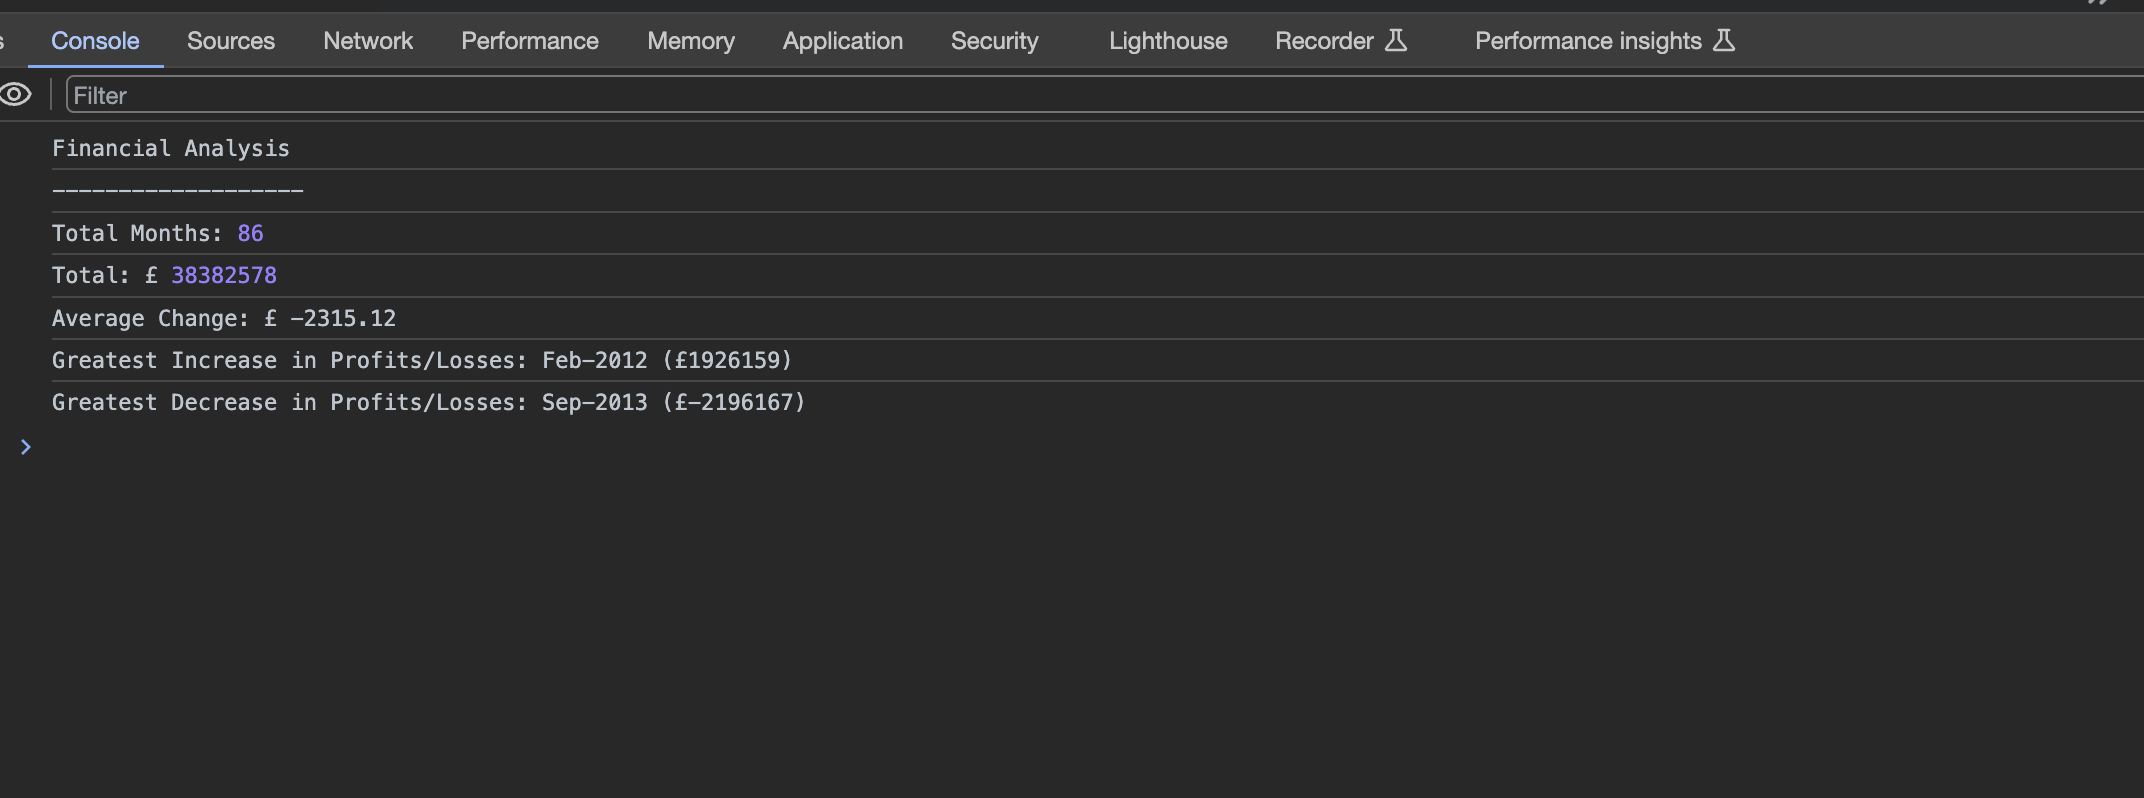 Console Sources Network Performance Memory Application Security Lighthouse Recorder Performance insights
Filter
Financial Analysis
-------------------
Total Months: 86
Total: £ 38382578
Average Change: £ -2315.12
Greatest Increase in Profits/Losses: Feb-2012 (£1926159)
Greatest Decrease in Profits/Losses: Sep-2013 (£-2196167)